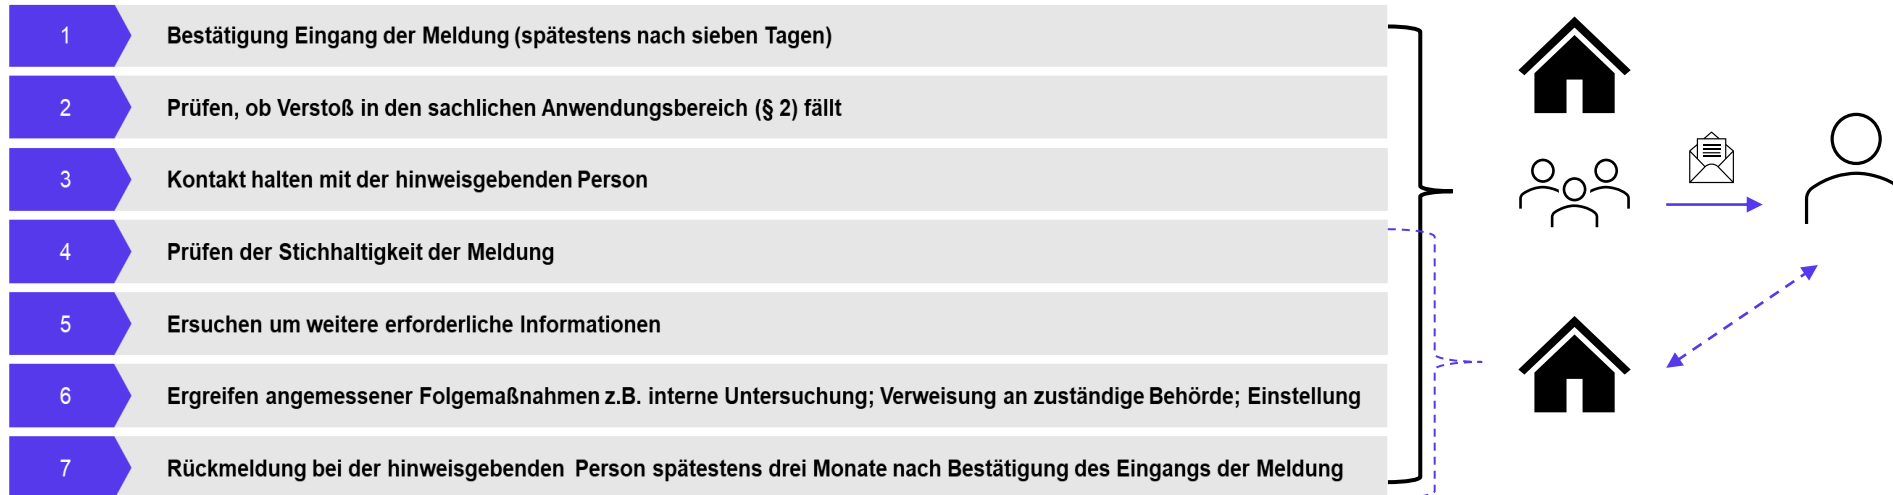 1
Bestätigung Eingang der Meldung (spätestens nach sieben Tagen)
2
Prüfen, ob Verstoß in den sachlichen Anwendungsbereich (§ 2) fällt
3
Kontakt halten mit der hinweisgebenden Person
4
Prüfen der Stichhaltigkeit der Meldung
5
Ersuchen um weitere erforderliche Informationen
6
Ergreifen angemessener Folgemaßnahmen z.B. interne Untersuchung; Verweisung an zuständige Behörde; Einstellung
7
Rückmeldung bei der hinweisgebenden Person spätestens drei Monate nach Bestätigung des Eingangs der Meldung